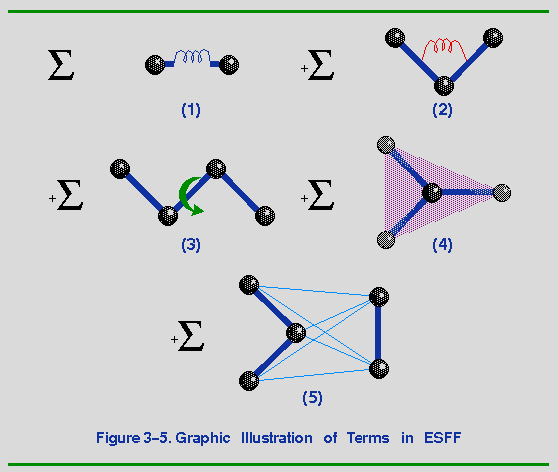 Σ
(1)
+Σ
(2)
+Σ
(3)
+Σ
(4)
+Σ
(5)
Figure 3–5. Graphic Illustration of Terms in ESFF